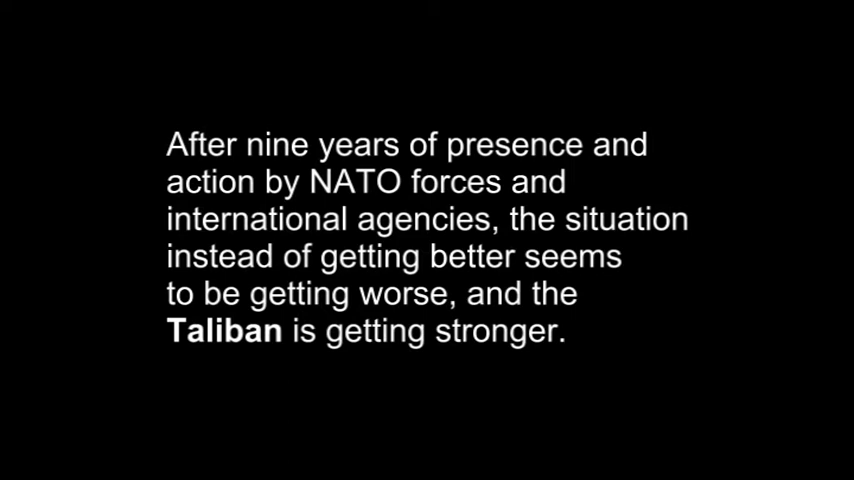 After nine years of presence and
action by NATO forces and
international agencies, the situation
instead of getting better seems
to be getting worse, and the
Taliban is getting stronger.